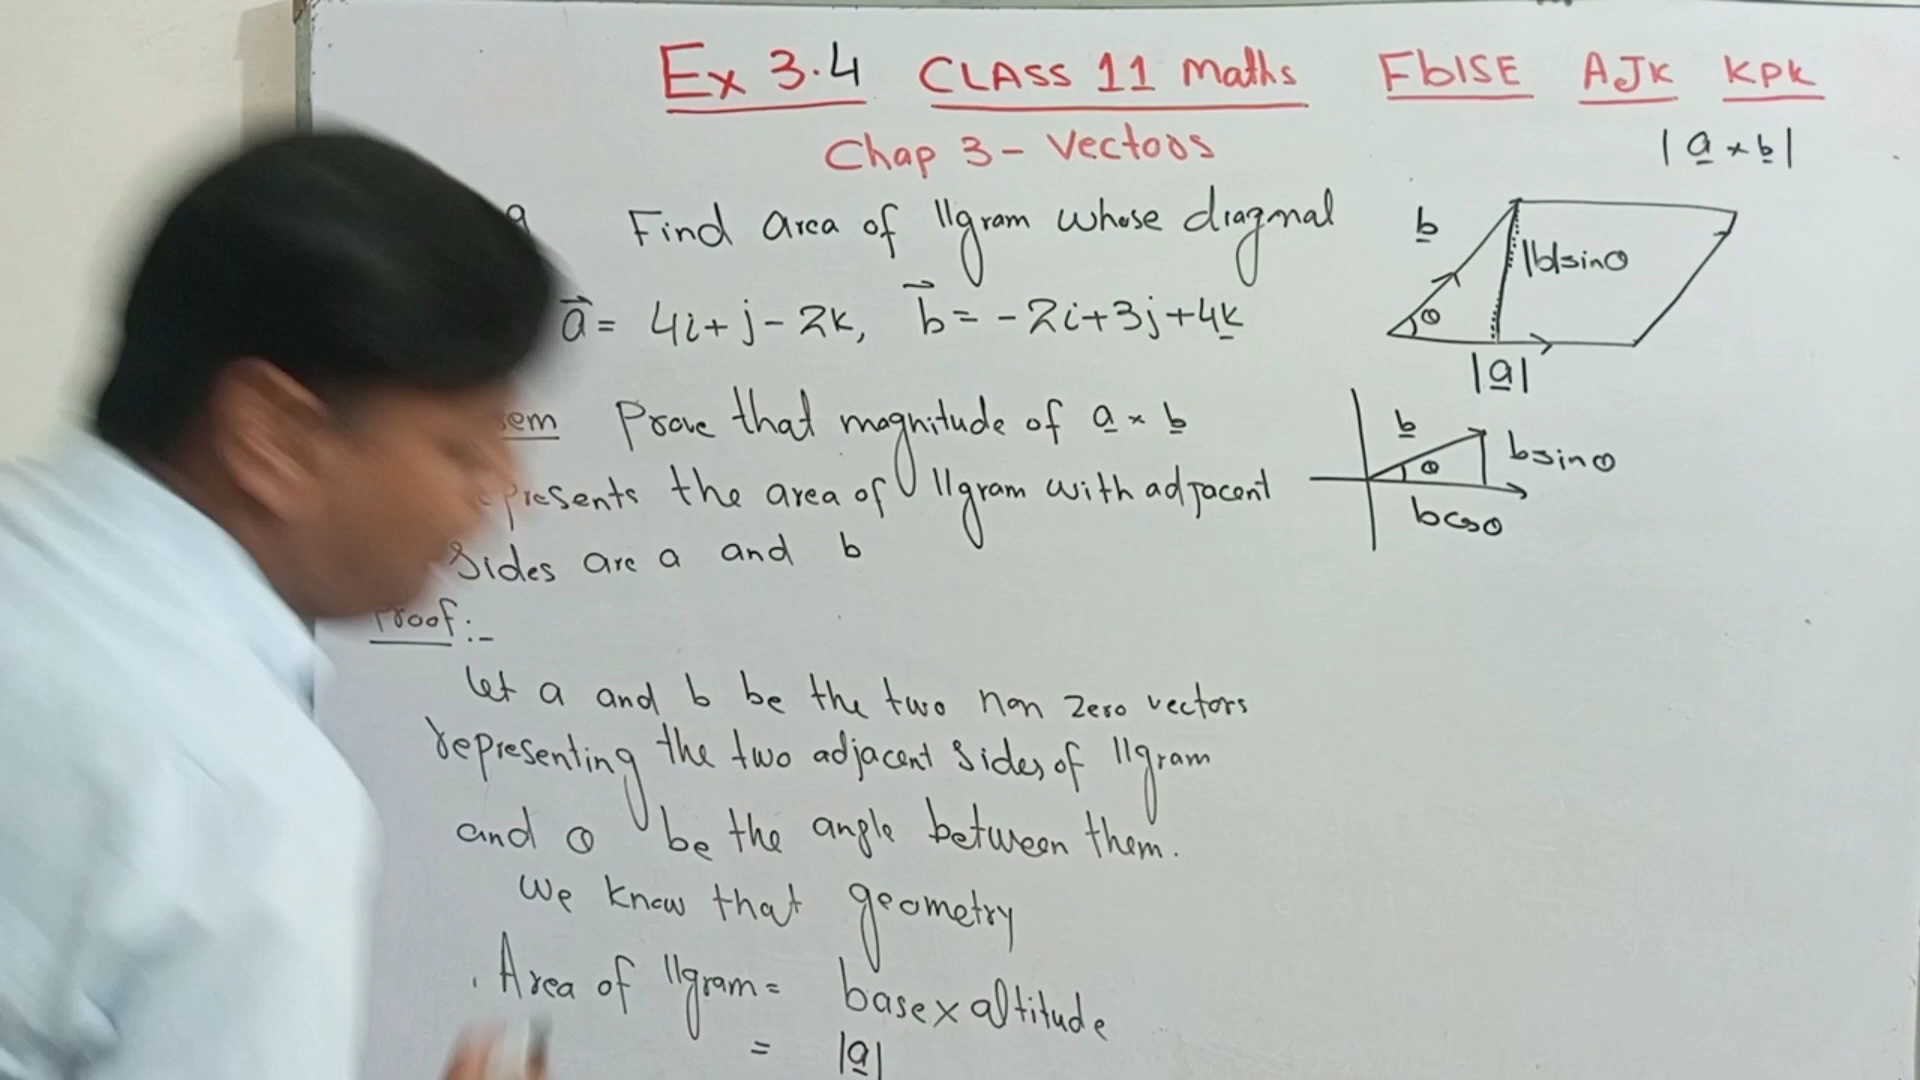 Ex 3.4 CLASS 11 Maths FbISE AJK KPK
Chap 3 - Vectors
|a × b|
Find area of llgram whose diagonal
a = 4i + j - 2k, b = - 2i + 3j + 4k
b
|b|sinθ
θ
|a|
Prove that magnitude of a × b
the area of llgram with adjacent
Sides are a and b
b
θ
bsinθ
bcosθ
Proof :-
Let a and b be the two non zero vectors
representing the two adjacent sides of llgram
and θ be the angle between them.
We know that geometry
Area of llgram = base × altitude
= |a|